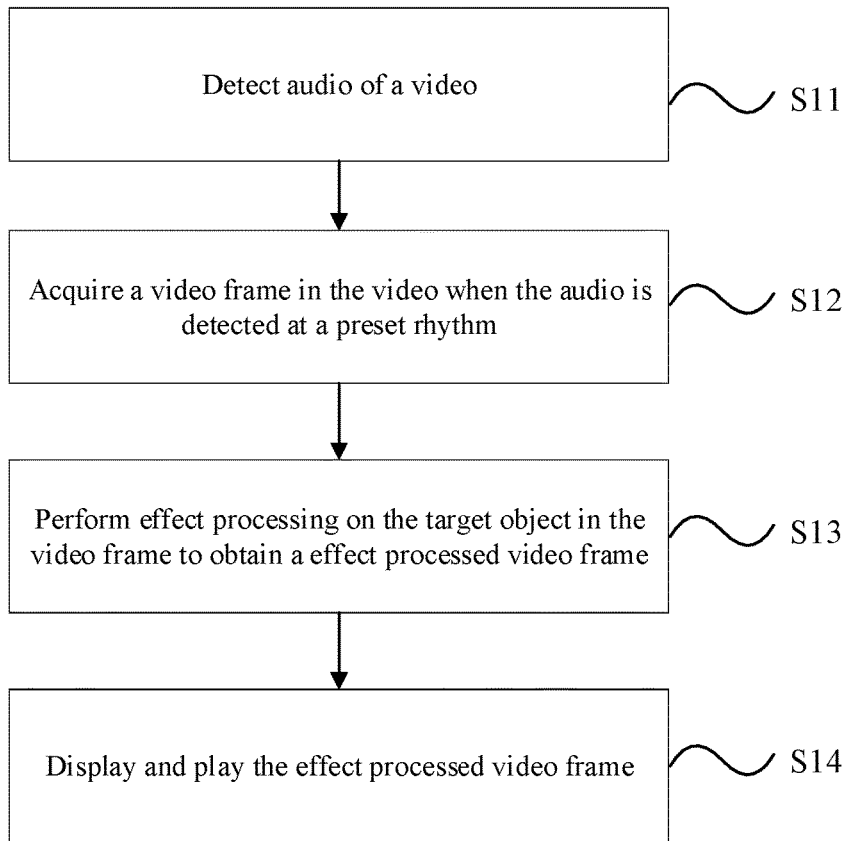 Detect audio of a video
S11
Acquire a video frame in the video when the audio is
detected at a preset rhythm
S12
Perform effect processing on the target object in the
video frame to obtain a effect processed video frame
S13
Display and play the effect processed video frame
S14